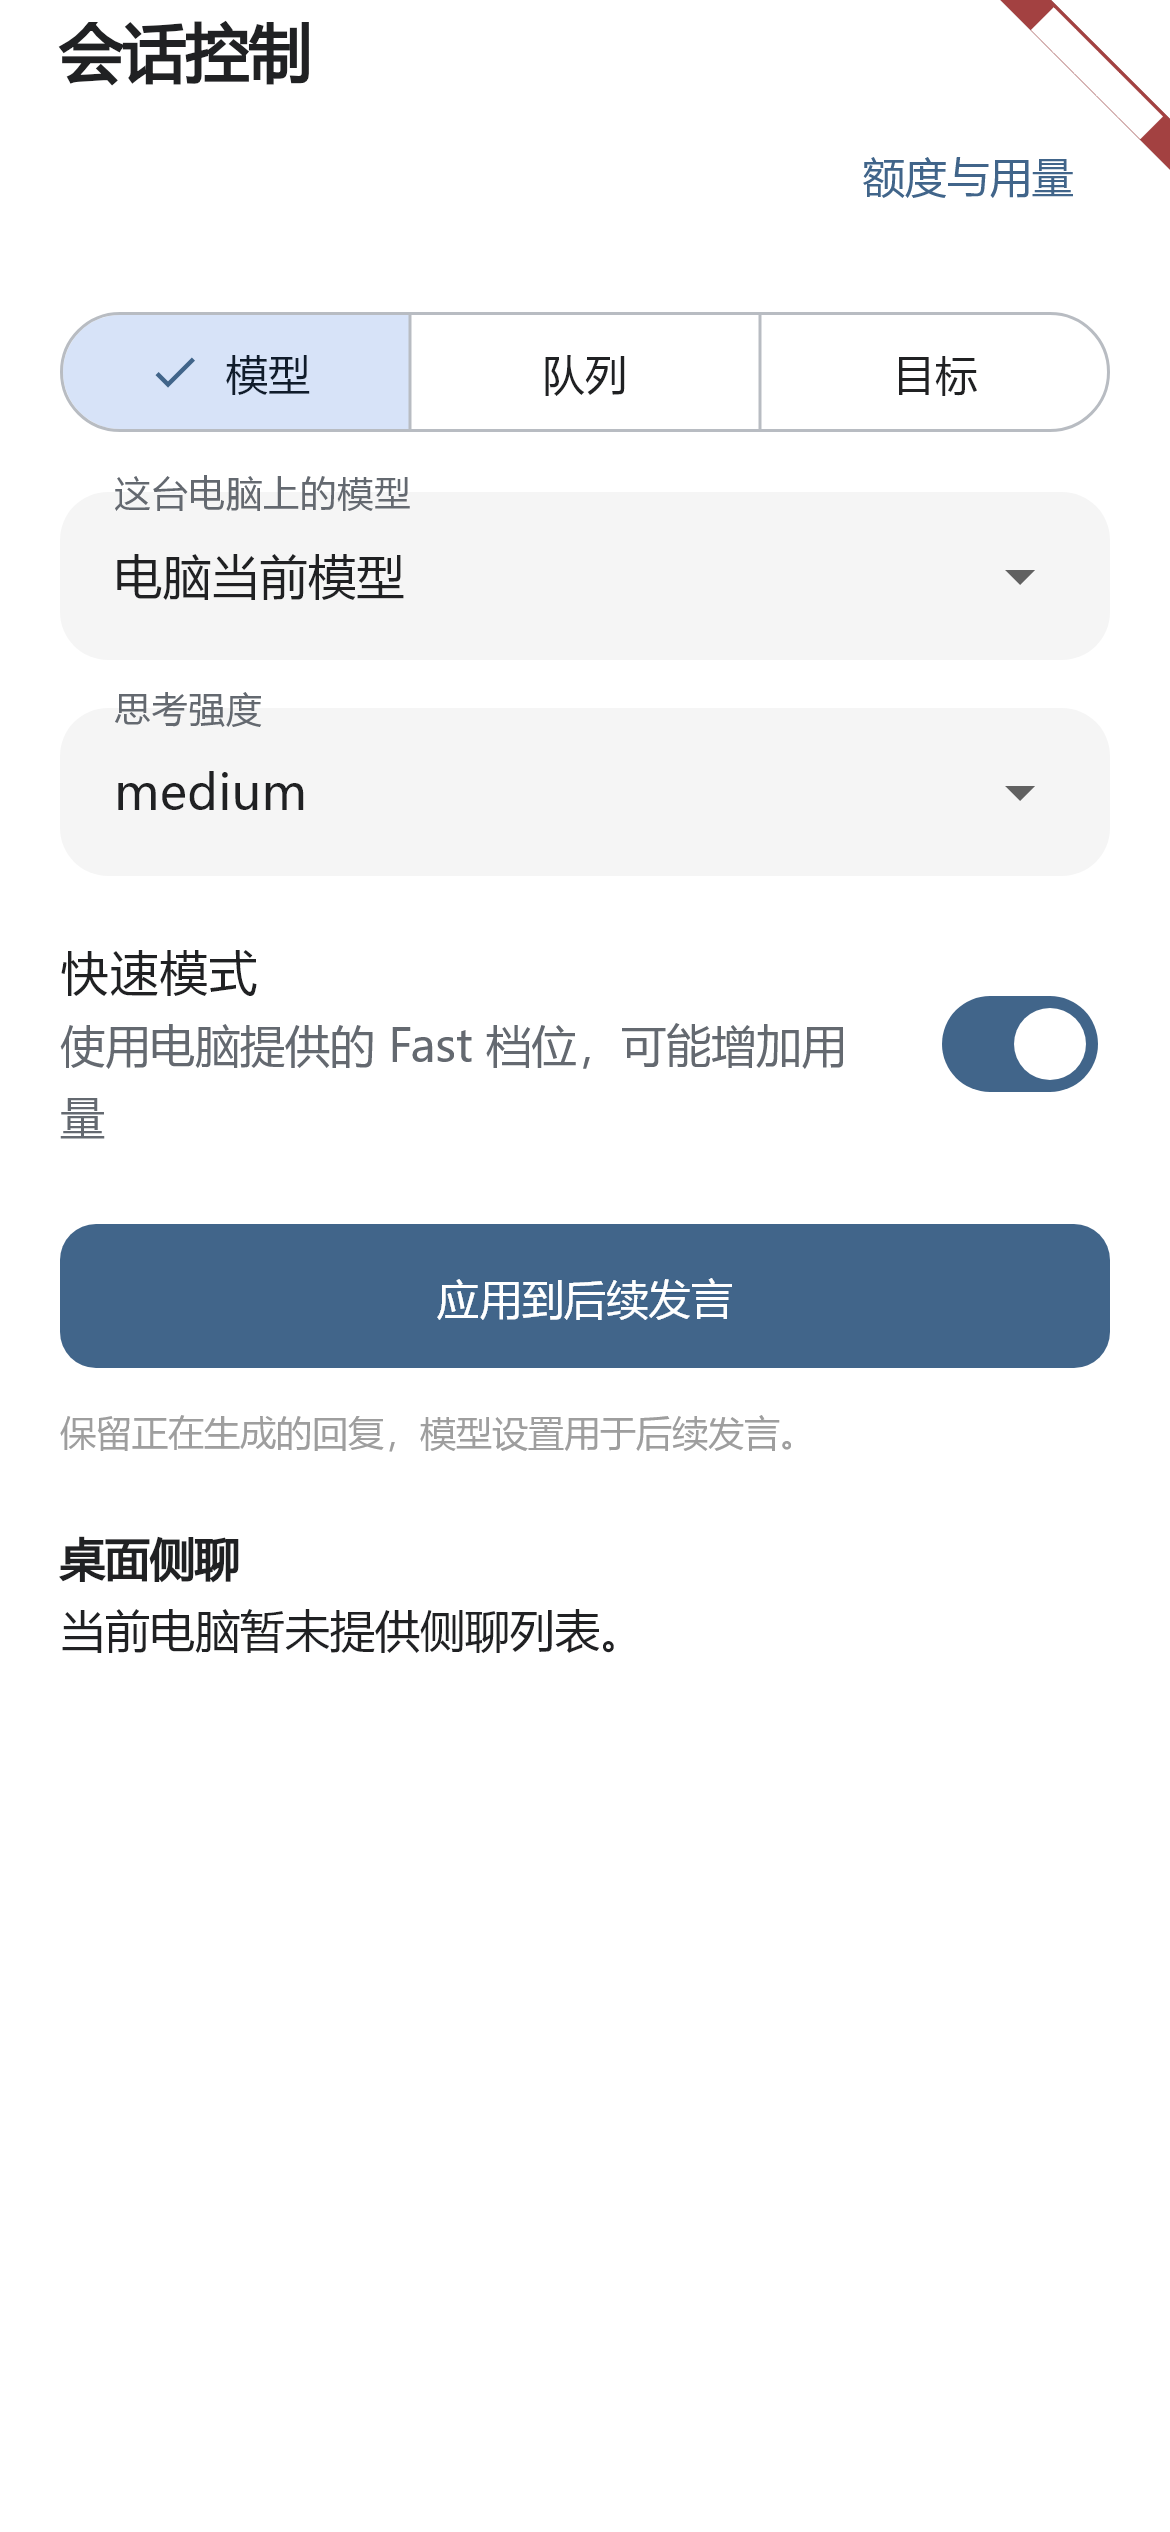 会话控制
额度与用量
模型
队列
目标
这台电脑上的模型
电脑当前模型
思考强度
medium
快速模式
使用电脑提供的 Fast 档位，可能增加用
量
应用到后续发言
保留正在生成的回复，模型设置用于后续发言。
桌面侧聊
当前电脑暂未提供侧聊列表。